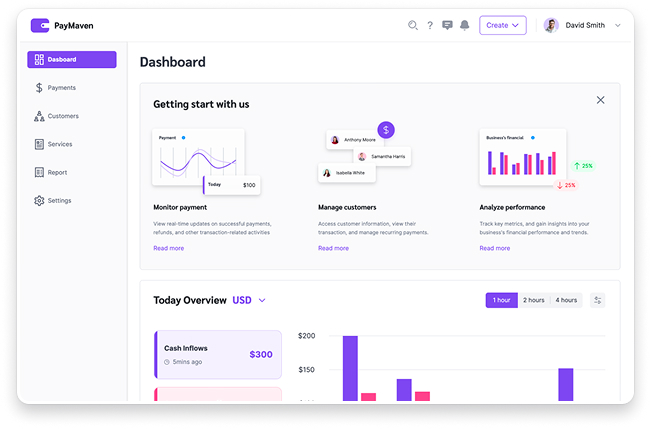 PayMaven
?
Create
David Smith
Dasboard
Payments
Customers
Services
Report
Settings
Dashboard
Getting start with us
Payment
Today $100
$
Anthony Moore
Samantha Harris
Isabella White
Business's financial
25%
25%
Monitor payment
View real-time updates on successful payments,
refunds, and other transaction-related activities
Read more
Manage customers
Access customer information, view their
transaction, and manage recurring payments.
Read more
Analyze performance
Track key metrics, and gain insights into your
business's financial performance and trends.
Read more
Today Overview USD
1 hour 2 hours 4 hours
Cash Inflows
5mins ago
$300
$200
$150